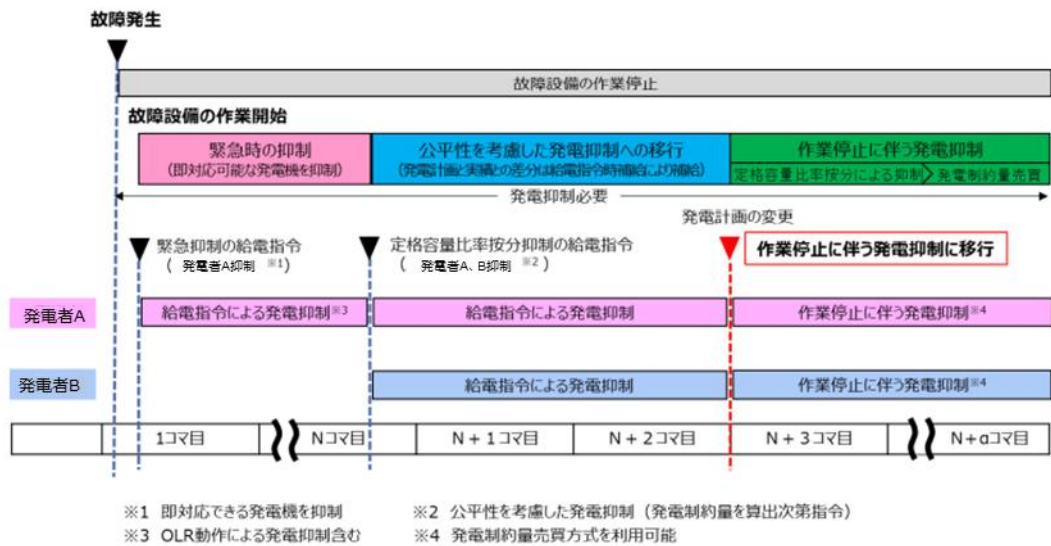 故障発生
故障設備の作業停止
故障設備の作業開始
緊急時の抑制
(即対応可能な発電機を抑制)
公平性を考慮した発電抑制への移行
(発電計画と実績との差分は給電指令時補給により補給)
作業停止に伴う発電抑制
定格容量比率按分による抑制
発電制約量売買
発電抑制必要
発電計画の変更
緊急抑制の給電指令
( 発電者A抑制 ※1)
定格容量比率按分抑制の給電指令
( 発電者A、B抑制 ※2)
作業停止に伴う発電抑制に移行
発電者A
給電指令による発電抑制※3
給電指令による発電抑制
作業停止に伴う発電抑制※4
発電者B
給電指令による発電抑制
作業停止に伴う発電抑制※4
1コマ目
Nコマ目
N+1コマ目
N+2コマ目
N+3コマ目
N+αコマ目
※1 即対応できる発電機を抑制
※2 公平性を考慮した発電抑制（発電制約量を算出次第指令）
※3 OLR動作による発電抑制含む
※4 発電制約量売買方式を利用可能